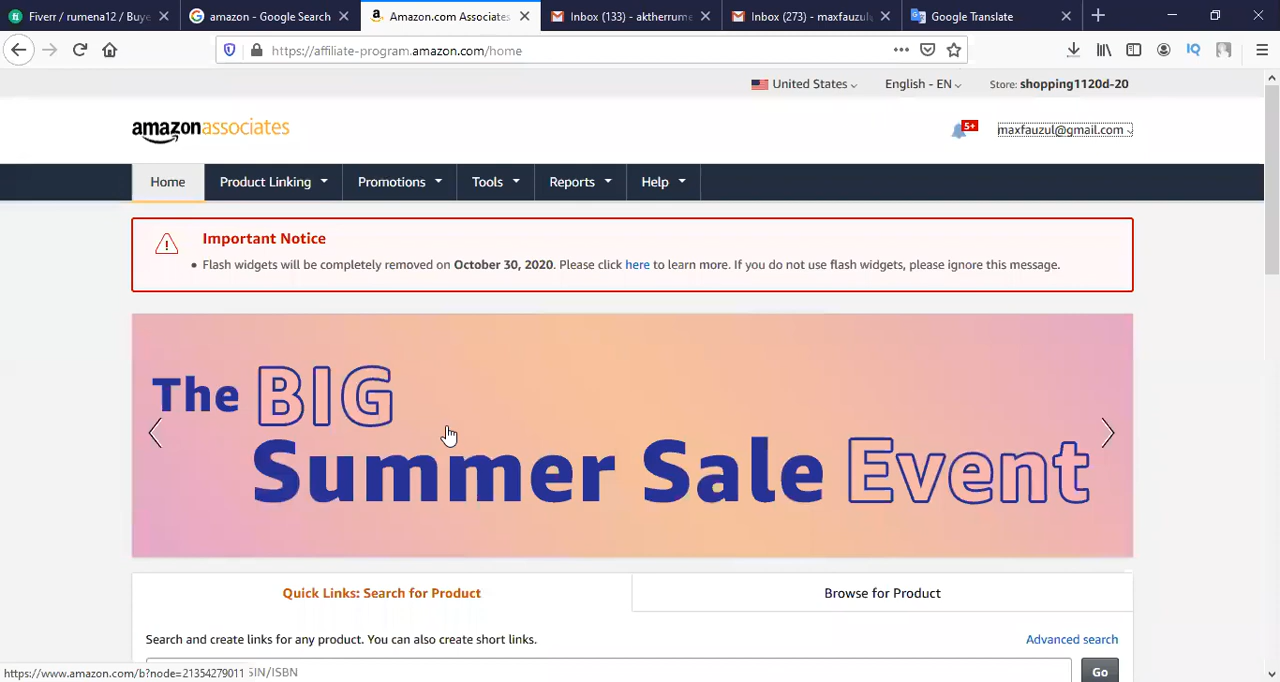 Fiverr / rumena12 / Buye
amazon - Google Search
Amazon.com Associates
Inbox (133) - aktherrume
Inbox (273) - maxfauzul
Google Translate
https://affiliate-program.amazon.com/home
United States
English - EN
Store: shopping1120d-20
amazonassociates
5+
maxfauzul@gmail.com
Home
Product Linking
Promotions
Tools
Reports
Help
Important Notice
• Flash widgets will be completely removed on October 30, 2020. Please click here to learn more. If you do not use flash widgets, please ignore this message.
The BIG
Summer Sale Event
Quick Links: Search for Product
Browse for Product
Search and create links for any product. You can also create short links.
Advanced search
https://www.amazon.com/b?node=21354279011
SIN/ISBN
Go